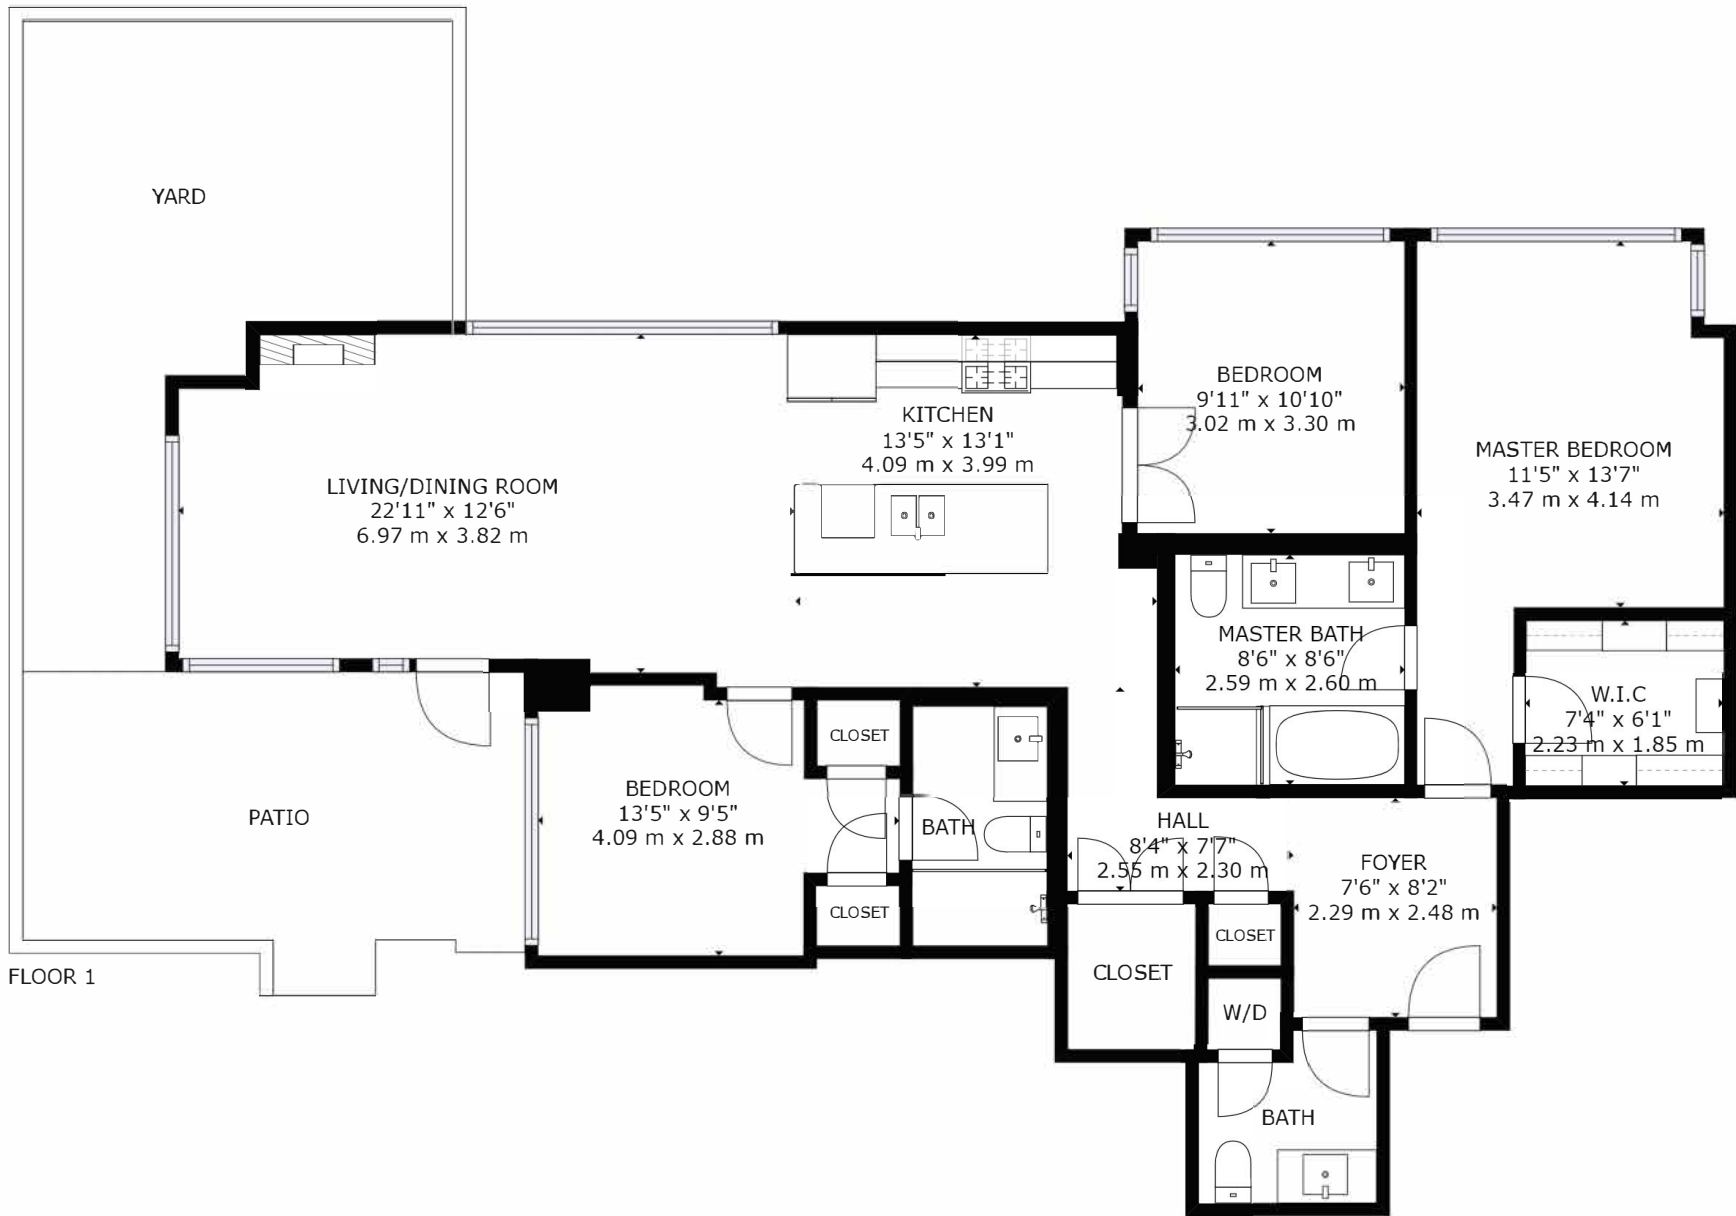 YARD
BEDROOM
9'11" x 10'10"
3.02 m x 3.30 m
KITCHEN
13'5" x 13'1"
4.09 m x 3.99 m
MASTER BEDROOM
11'5" x 13'7"
3.47 m x 4.14 m
LIVING/DINING ROOM
22'11" x 12'6"
6.97 m x 3.82 m
MASTER BATH
8'6" x 8'6"
2.59 m x 2.60 m
W.I.C
7'4" x 6'1"
2.23 m x 1.85 m
CLOSET
BEDROOM
13'5" x 9'5"
4.09 m x 2.88 m
PATIO
BATH
HALL
8'4" x 7'7"
2.55 m x 2.30 m
FOYER
7'6" x 8'2"
2.29 m x 2.48 m
CLOSET
CLOSET
CLOSET
FLOOR 1
W/D
BATH